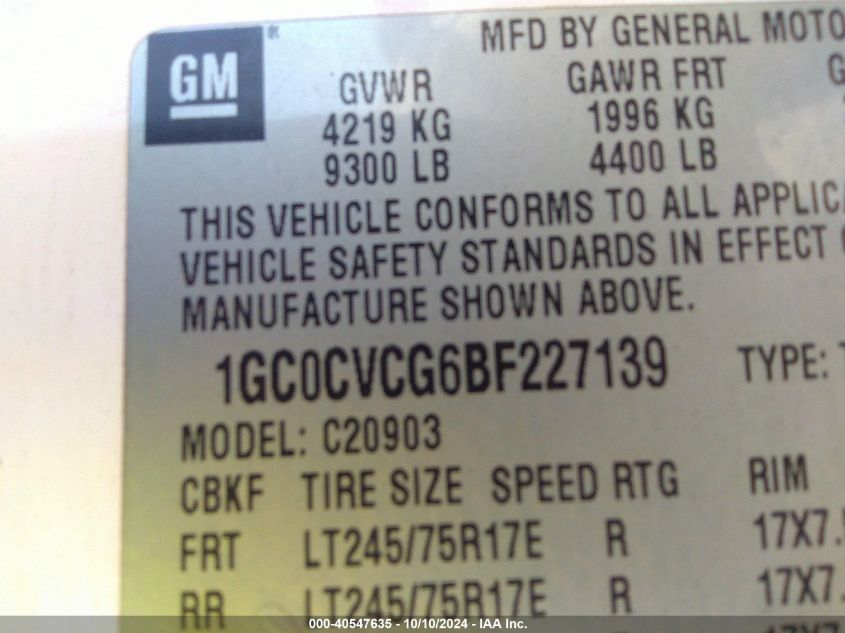 GM ®
MFD BY GENERAL MOTO
GVWR GAWR FRT G
4219 KG 1996 KG
9300 LB 4400 LB
THIS VEHICLE CONFORMS TO ALL APPLICA
VEHICLE SAFETY STANDARDS IN EFFECT
MANUFACTURE SHOWN ABOVE.
1GC0CVCG6BF227139 TYPE: T
MODEL: C20903
CBKF TIRE SIZE SPEED RTG RIM
FRT LT245/75R17E R 17X7.
RR LT245/75R17E R 17X7.
000-40547635 - 10/10/2024 - IAA Inc.